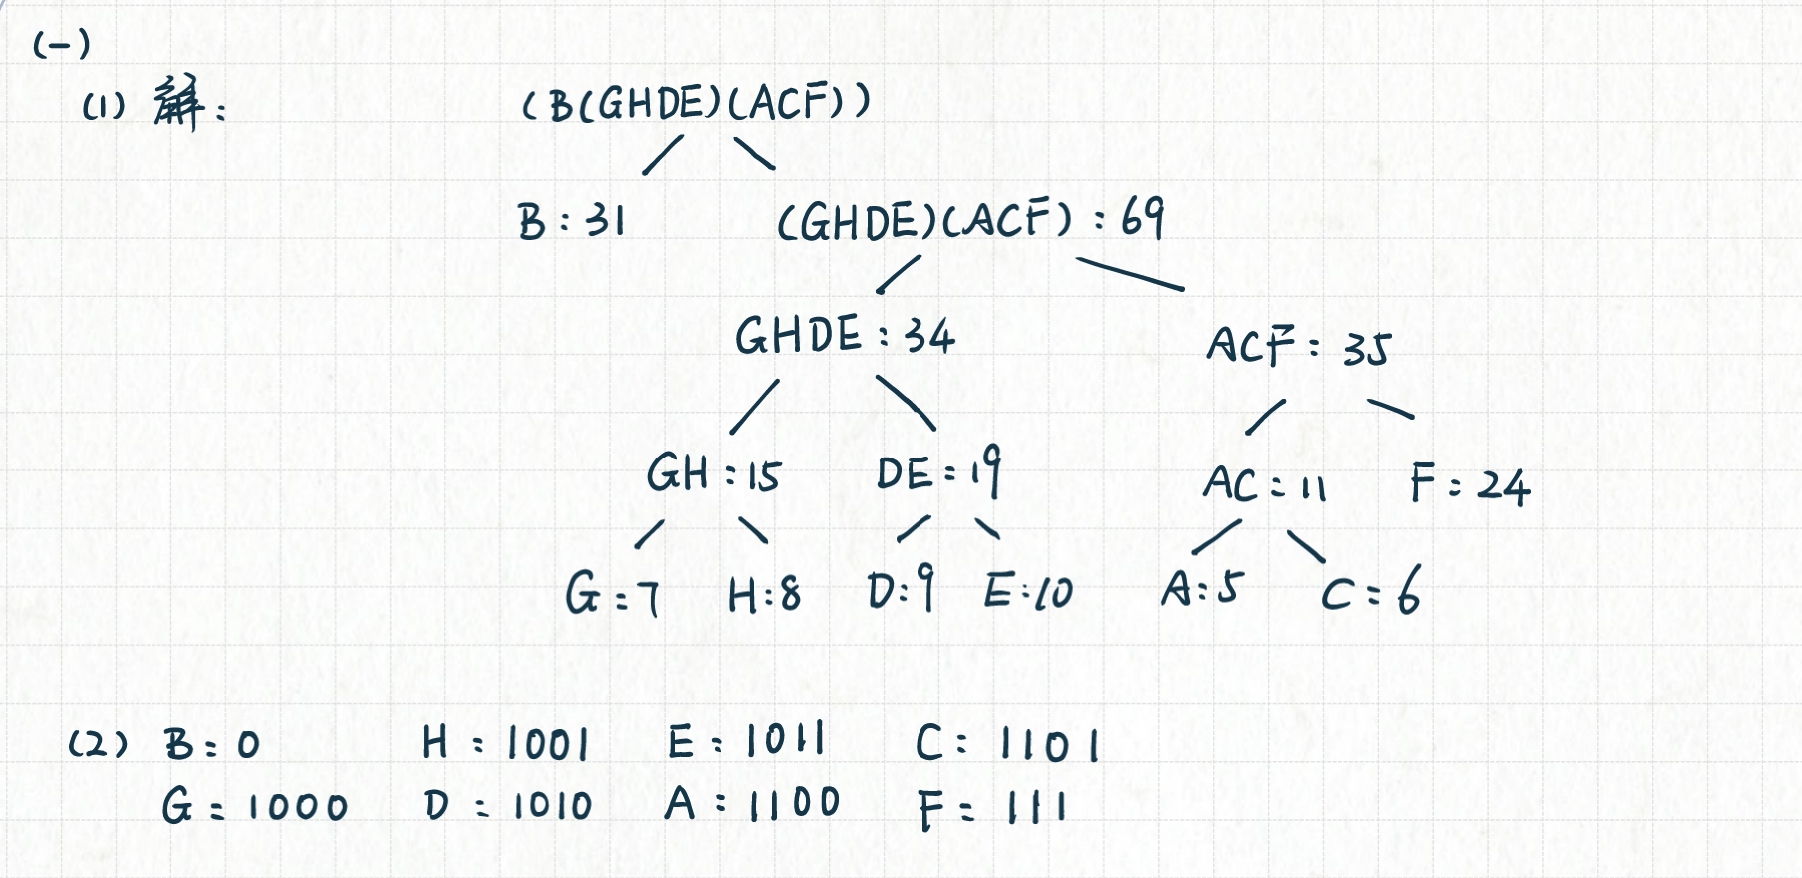 (一)
(1) 解: (B(GHDE)(ACF))
B:31 (GHDE)(ACF):69
GHDE:34 ACF:35
GH:15 DE:19 AC:11 F:24
G:7 H:8 D:9 E:10 A:5 C:6
(2) B:0 H:1001 E:1011 C:1101
G:1000 D:1010 A:1100 F:111